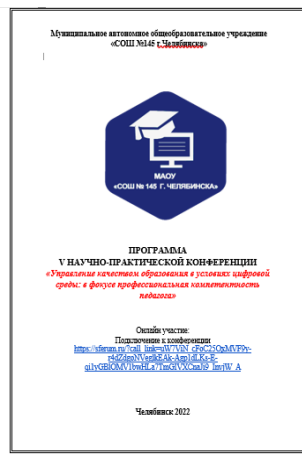 Муниципальное автономное общеобразовательное учреждение
«СОШ №145 г.Челябинска»
МАОУ
«СОШ № 145 Г. ЧЕЛЯБИНСКА»
ПРОГРАММА
V НАУЧНО-ПРАКТИЧЕСКОЙ КОНФЕРЕНЦИИ
«Управление качеством образования в условиях цифровой
среды: в фокусе профессиональная компетентность
педагога»
Онлайн участие:
Подключение к конференции
Челябинск 2022